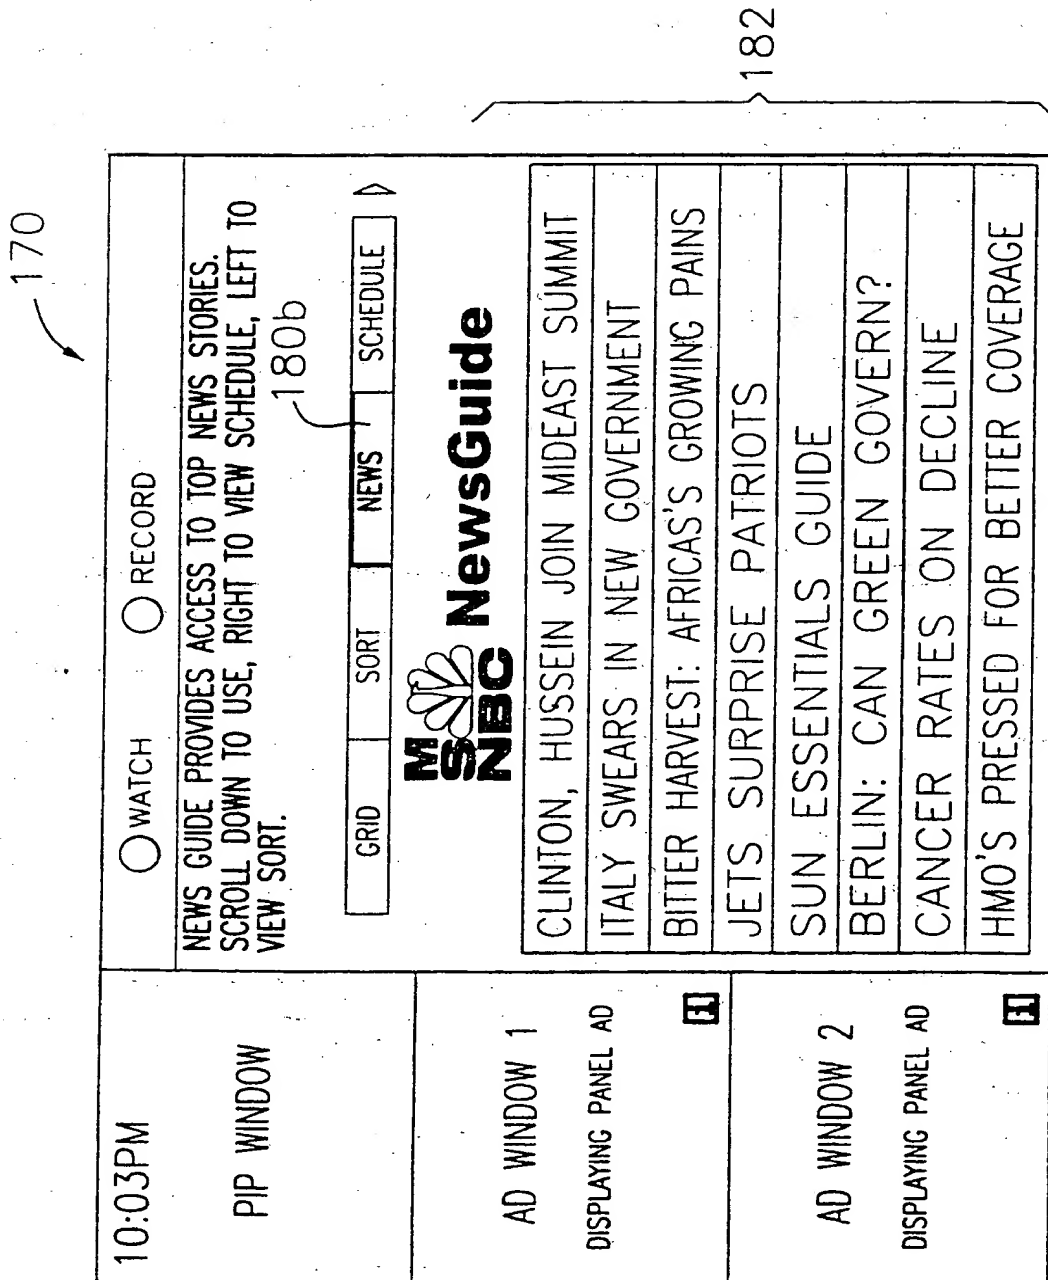 170
10:03PM
PIP WINDOW
AD WINDOW 1
DISPLAYING PANEL AD
i
AD WINDOW 2
DISPLAYING PANEL AD
i
WATCH
RECORD
NEWS GUIDE PROVIDES ACCESS TO TOP NEWS STORIES.
SCROLL DOWN TO USE, RIGHT TO VIEW SCHEDULE, LEFT TO
VIEW SORT.
180b
GRID
SORT
NEWS
SCHEDULE
MSNBC NewsGuide
CLINTON, HUSSEIN JOIN MIDEAST SUMMIT
ITALY SWEARS IN NEW GOVERNMENT
BITTER HARVEST: AFRICAS'S GROWING PAINS
JETS SURPRISE PATRIOTS
SUN ESSENTIALS GUIDE
BERLIN: CAN GREEN GOVERN?
CANCER RATES ON DECLINE
HMO'S PRESSED FOR BETTER COVERAGE
182